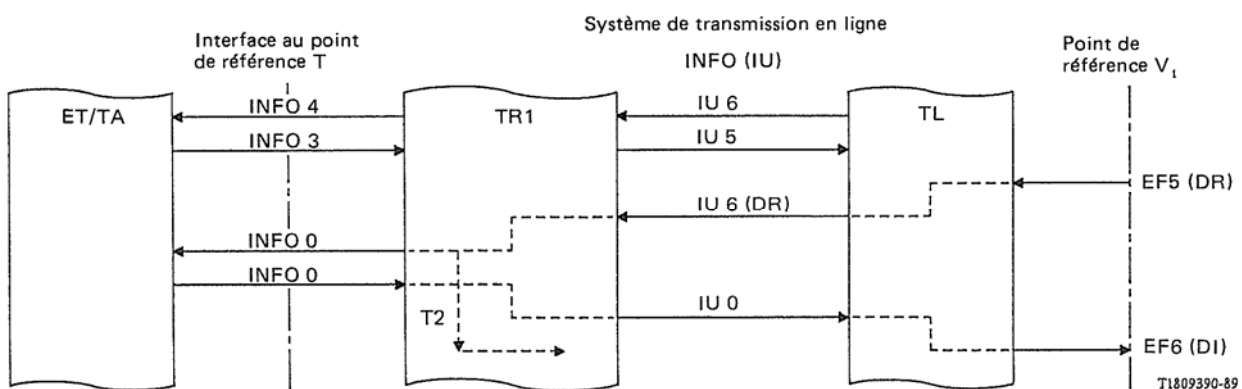 Système de transmission en ligne
Interface au point
de référence T
INFO (IU)
Point de
référence V₁
ET/TA
INFO 4
TR1
IU 6
TL
INFO 3
IU 5
EF5 (DR)
IU 6 (DR)
INFO 0
INFO 0
T2
IU 0
EF6 (DI)
T1809390-89